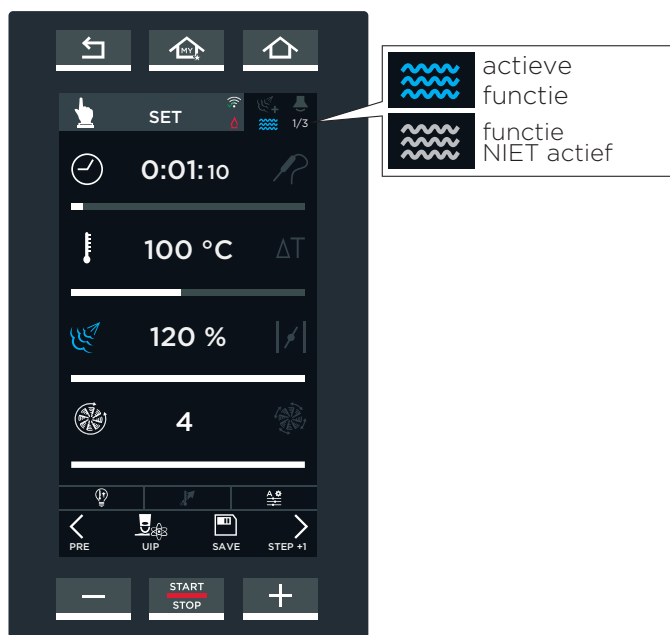 MY
SET
1/3
actieve
functie
functie
NIET actief
0:01:10
100 °C
ΔT
120 %
4
A
PRE
UIP
SAVE
STEP +1
START
STOP